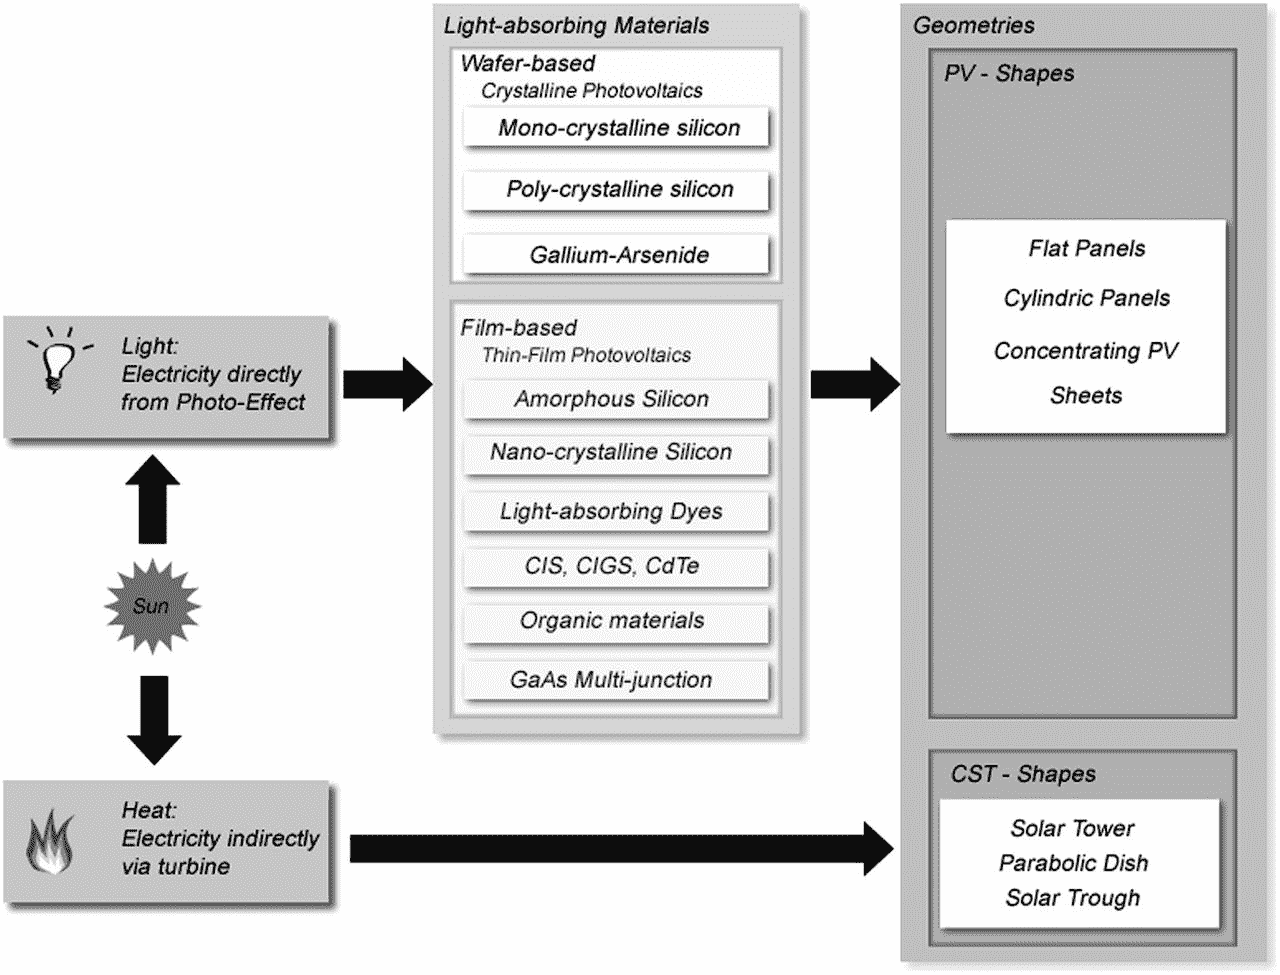 Light-absorbing Materials
Wafer-based
Crystalline Photovoltaics
Mono-crystalline silicon
Poly-crystalline silicon
Gallium-Arsenide
Film-based
Thin-Film Photovoltaics
Amorphous Silicon
Nano-crystalline Silicon
Light-absorbing Dyes
CIS, CIGS, CdTe
Organic materials
GaAs Multi-junction
Geometries
PV - Shapes
Flat Panels
Cylindric Panels
Concentrating PV
Sheets
CST - Shapes
Solar Tower
Parabolic Dish
Solar Trough
Light:
Electricity directly
from Photo-Effect
Sun
Heat:
Electricity indirectly
via turbine